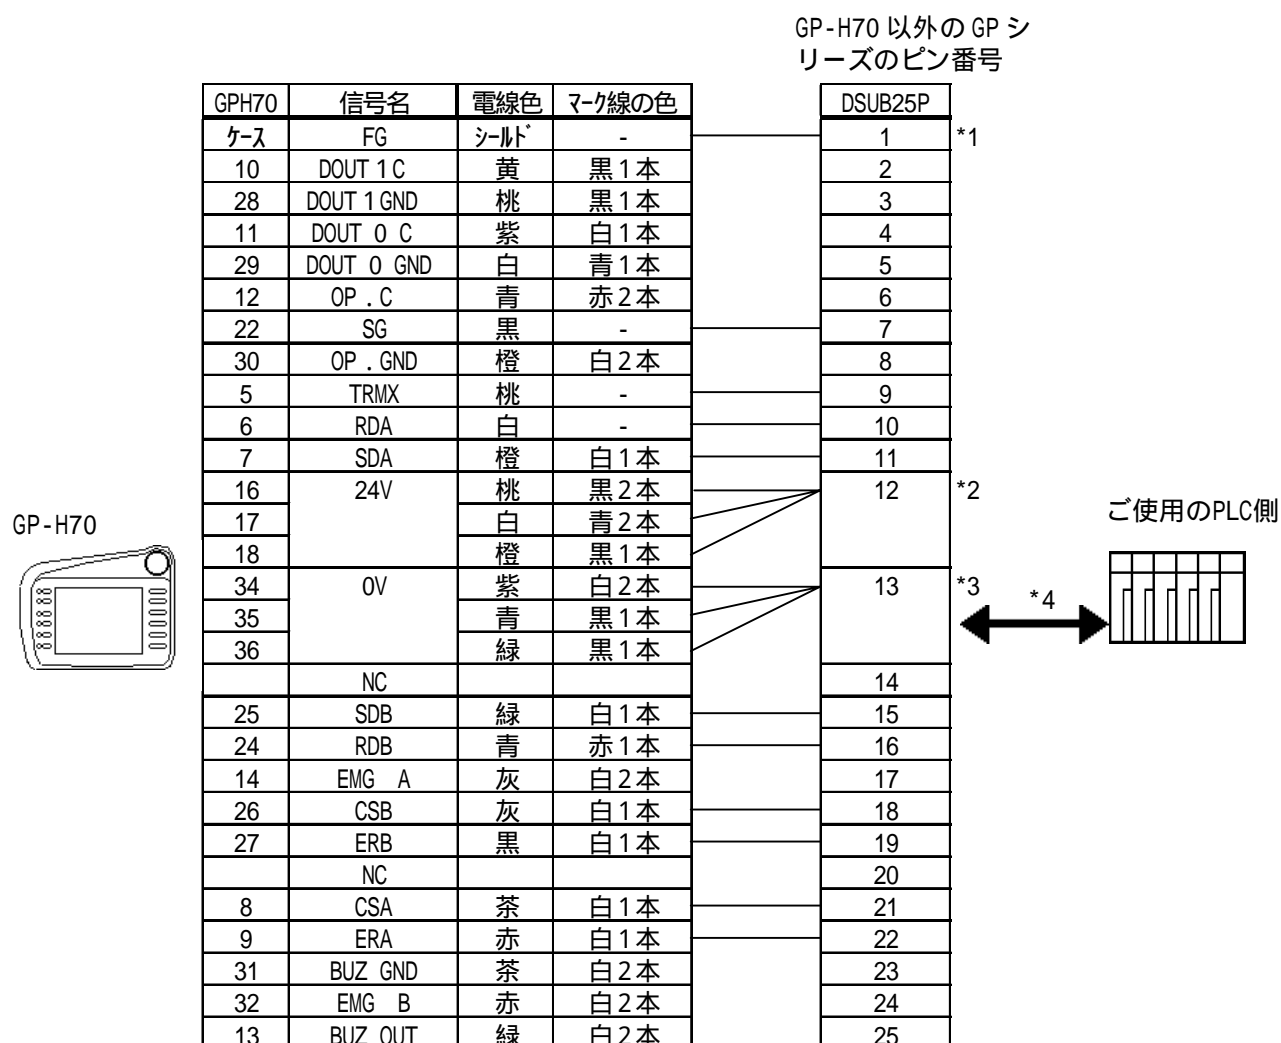 GP-H70 以外の GP シ
リーズのピン番号
GPH70 信号名 電線色 マーク線の色 DSUB25P
ケース FG シールド - 1 *1
10 DOUT 1 C 黄 黒1本 2
28 DOUT 1 GND 桃 黒1本 3
11 DOUT 0 C 紫 白1本 4
29 DOUT 0 GND 白 青1本 5
12 OP . C 青 赤2本 6
22 SG 黒 - 7
30 OP . GND 橙 白2本 8
5 TRMX 桃 - 9
6 RDA 白 - 10
7 SDA 橙 白1本 11
16 24V 桃 黒2本 12 *2
17 白 青2本
18 橙 黒1本
34 0V 紫 白2本 13 *3
35 青 黒1本
36 緑 黒1本
NC 14
25 SDB 緑 白1本 15
24 RDB 青 赤1本 16
14 EMG A 灰 白2本 17
26 CSB 灰 白1本 18
27 ERB 黒 白1本 19
NC 20
8 CSA 茶 白1本 21
9 ERA 赤 白1本 22
31 BUZ GND 茶 白2本 23
32 EMG B 赤 白2本 24
13 BUZ OUT 緑 白2本 25
GP-H70
*4
ご使用のPLC側